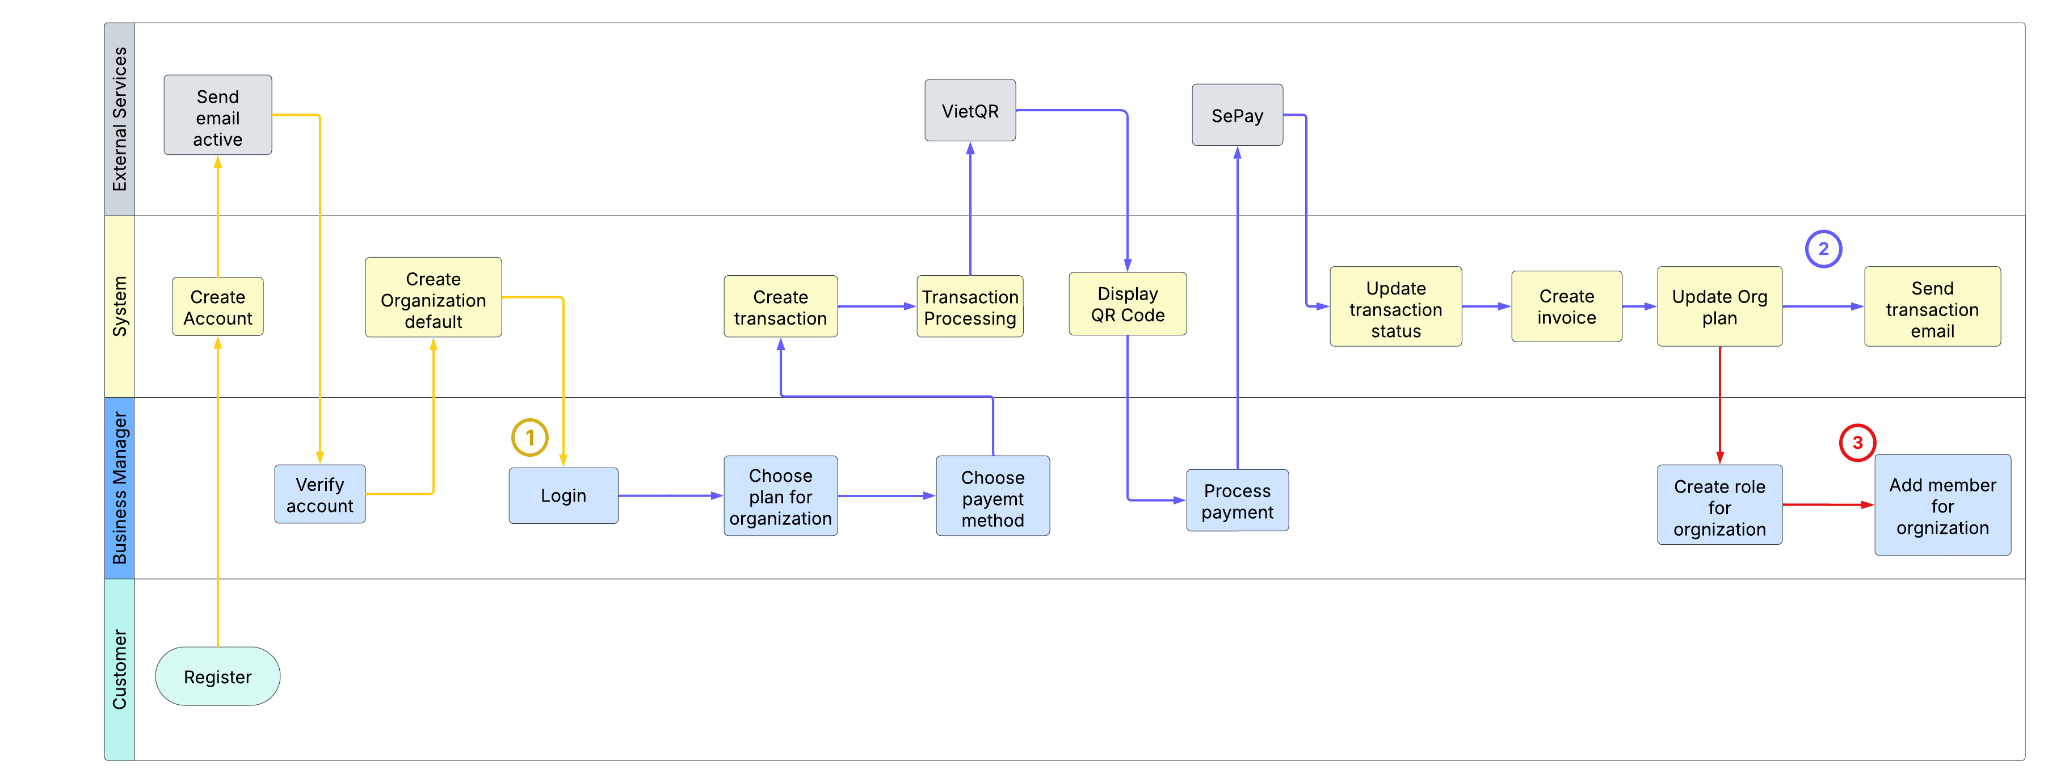 External Services
Send
email
active
VietQR
SePay
System
Create
Account
Create
Organization
default
Create
transaction
Transaction
Processing
Display
QR Code
Update
transaction
status
Create
invoice
Update Org
plan
2
Send
transaction
email
Business Manager
Verify
account
1
Login
Choose
plan for
organization
Choose
payemt
method
Process
payment
Create role
for
orgnization
3
Add member
for
orgnization
Customer
Register